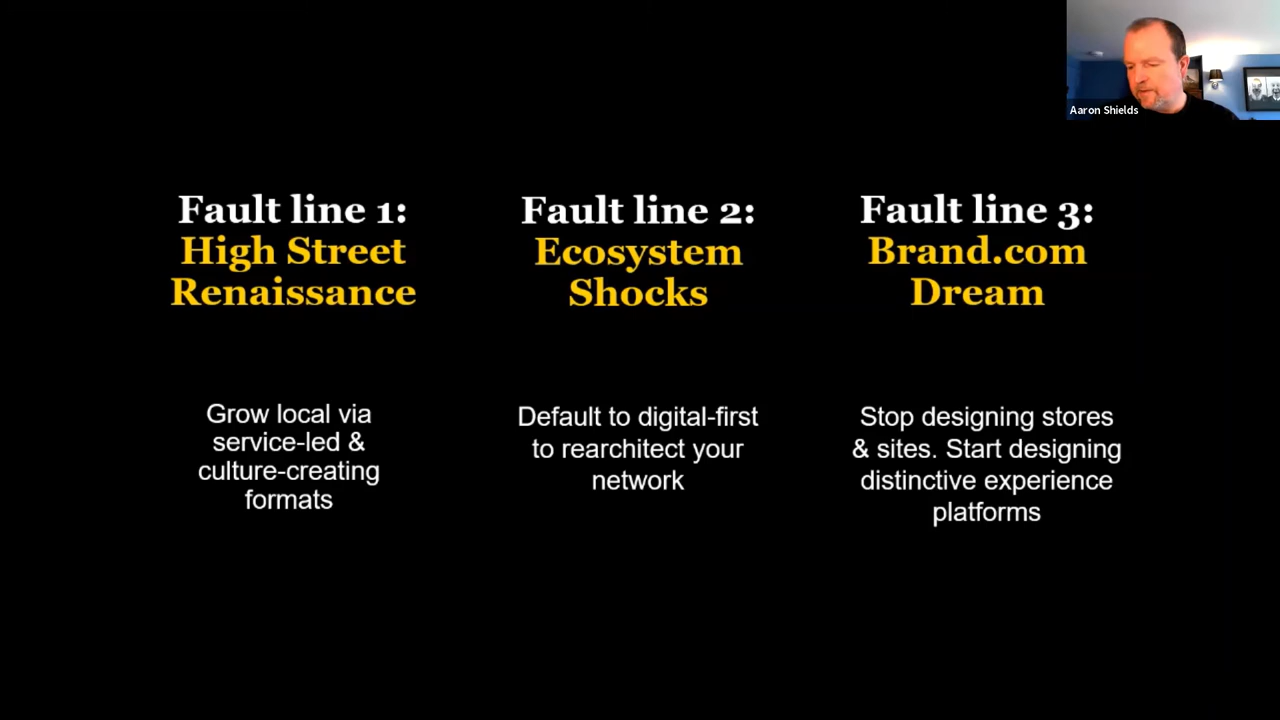 Aaron Shields
Fault line 1:
High Street
Renaissance
Grow local via
service-led &
culture-creating
formats
Fault line 2:
Ecosystem
Shocks
Default to digital-first
to rearchitect your
network
Fault line 3:
Brand.com
Dream
Stop designing stores
& sites. Start designing
distinctive experience
platforms